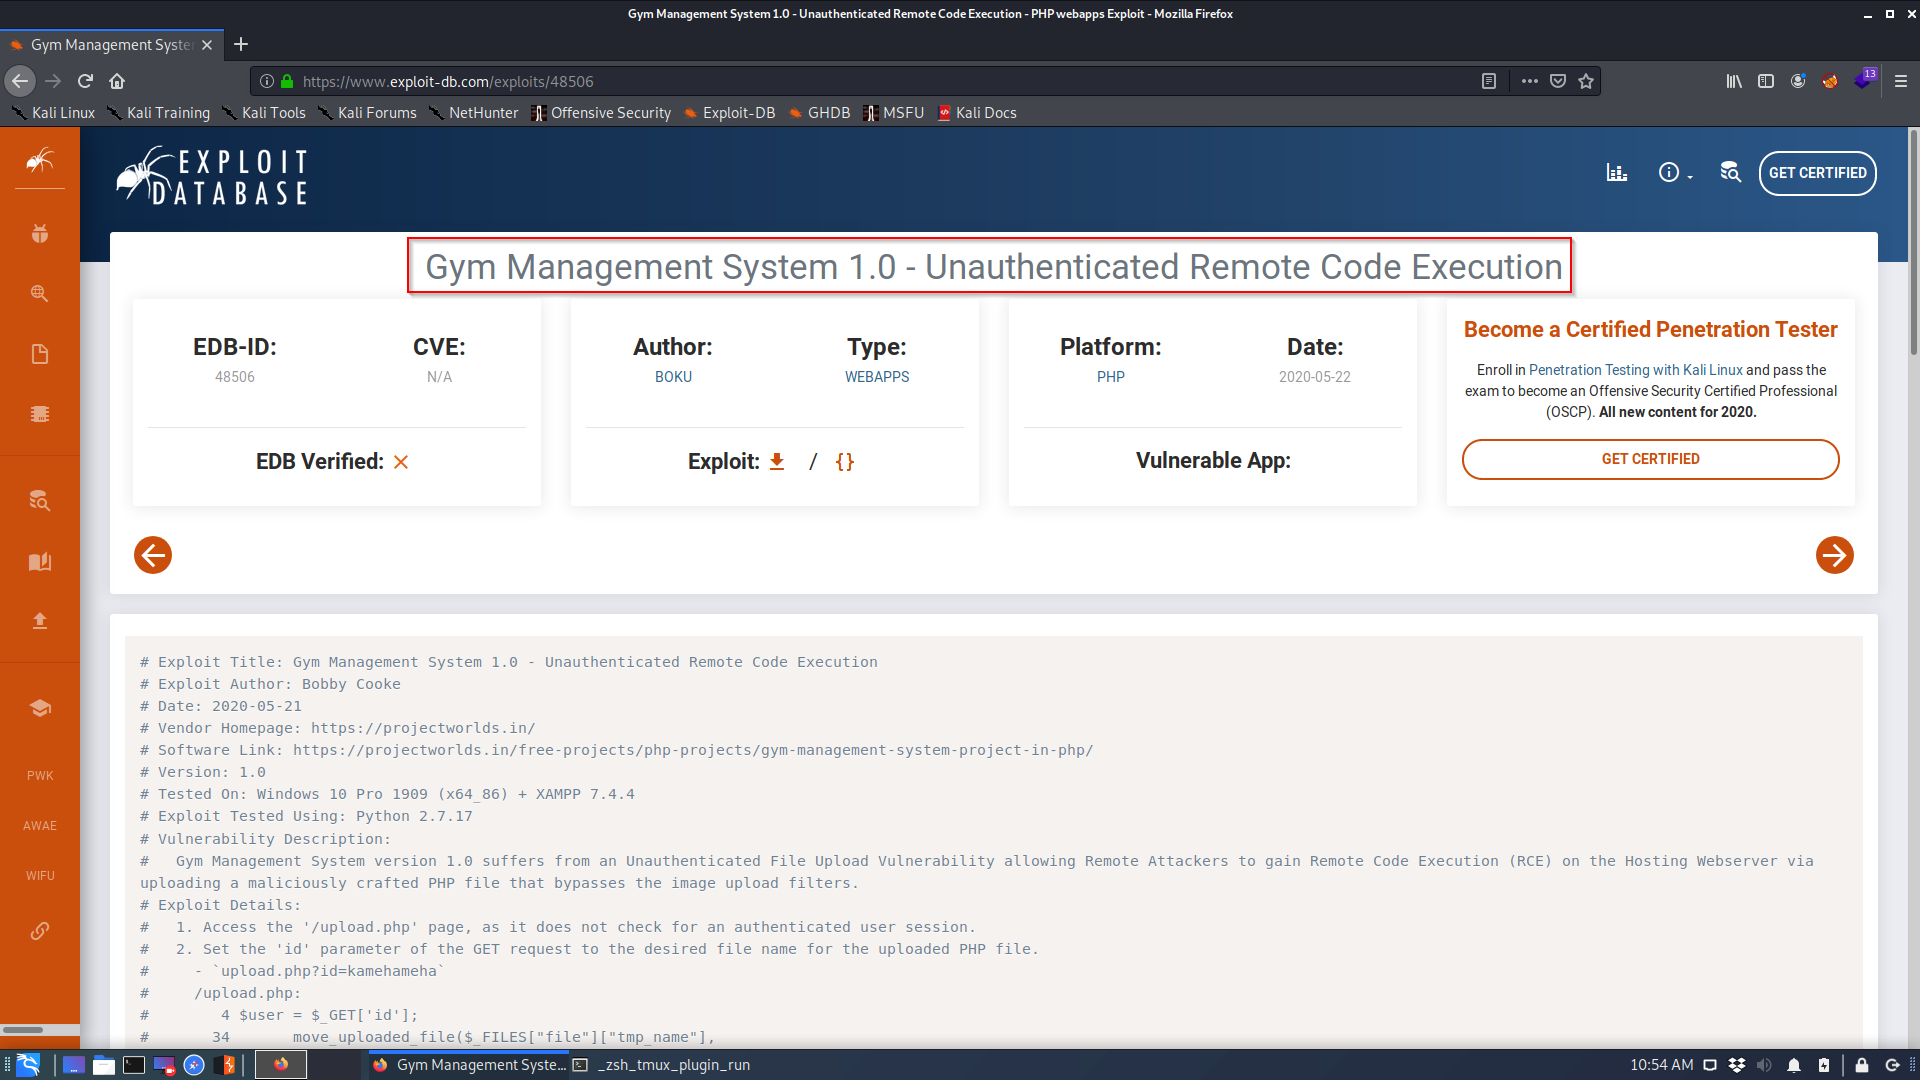 Gym Management System 1.0 - Unauthenticated Remote Code Execution - PHP webapps Exploit - Mozilla Firefox
Gym Management Syste
https://www.exploit-db.com/exploits/48506
13
Kali Linux
Kali Training
Kali Tools
Kali Forums
NetHunter
Offensive Security
Exploit-DB
GHDB
MSFU
Kali Docs
EXPLOIT
DATABASE
GET CERTIFIED
Gym Management System 1.0 - Unauthenticated Remote Code Execution
EDB-ID:
48506
CVE:
N/A
EDB Verified:
Author:
BOKU
Type:
WEBAPPS
Exploit: / {}
Platform:
PHP
Date:
2020-05-22
Vulnerable App:
Become a Certified Penetration Tester
Enroll in Penetration Testing with Kali Linux and pass the
exam to become an Offensive Security Certified Professional
(OSCP). All new content for 2020.
GET CERTIFIED
PWK
AWAE
WIFU
# Exploit Title: Gym Management System 1.0 - Unauthenticated Remote Code Execution
# Exploit Author: Bobby Cooke
# Date: 2020-05-21
# Vendor Homepage: https://projectworlds.in/
# Software Link: https://projectworlds.in/free-projects/php-projects/gym-management-system-project-in-php/
# Version: 1.0
# Tested On: Windows 10 Pro 1909 (x64_86) + XAMPP 7.4.4
# Exploit Tested Using: Python 2.7.17
# Vulnerability Description:
#   Gym Management System version 1.0 suffers from an Unauthenticated File Upload Vulnerability allowing Remote Attackers to gain Remote Code Execution (RCE) on the Hosting Webserver via
uploading a maliciously crafted PHP file that bypasses the image upload filters.
# Exploit Details:
#   1. Access the '/upload.php' page, as it does not check for an authenticated user session.
#   2. Set the 'id' parameter of the GET request to the desired file name for the uploaded PHP file.
#     - `upload.php?id=kamehameha`
#     /upload.php:
#        4 $user = $_GET['id'];
#       34       move_uploaded_file($_FILES["file"]["tmp_name"],
Gym Management Syste...
_zsh_tmux_plugin_run
10:54 AM